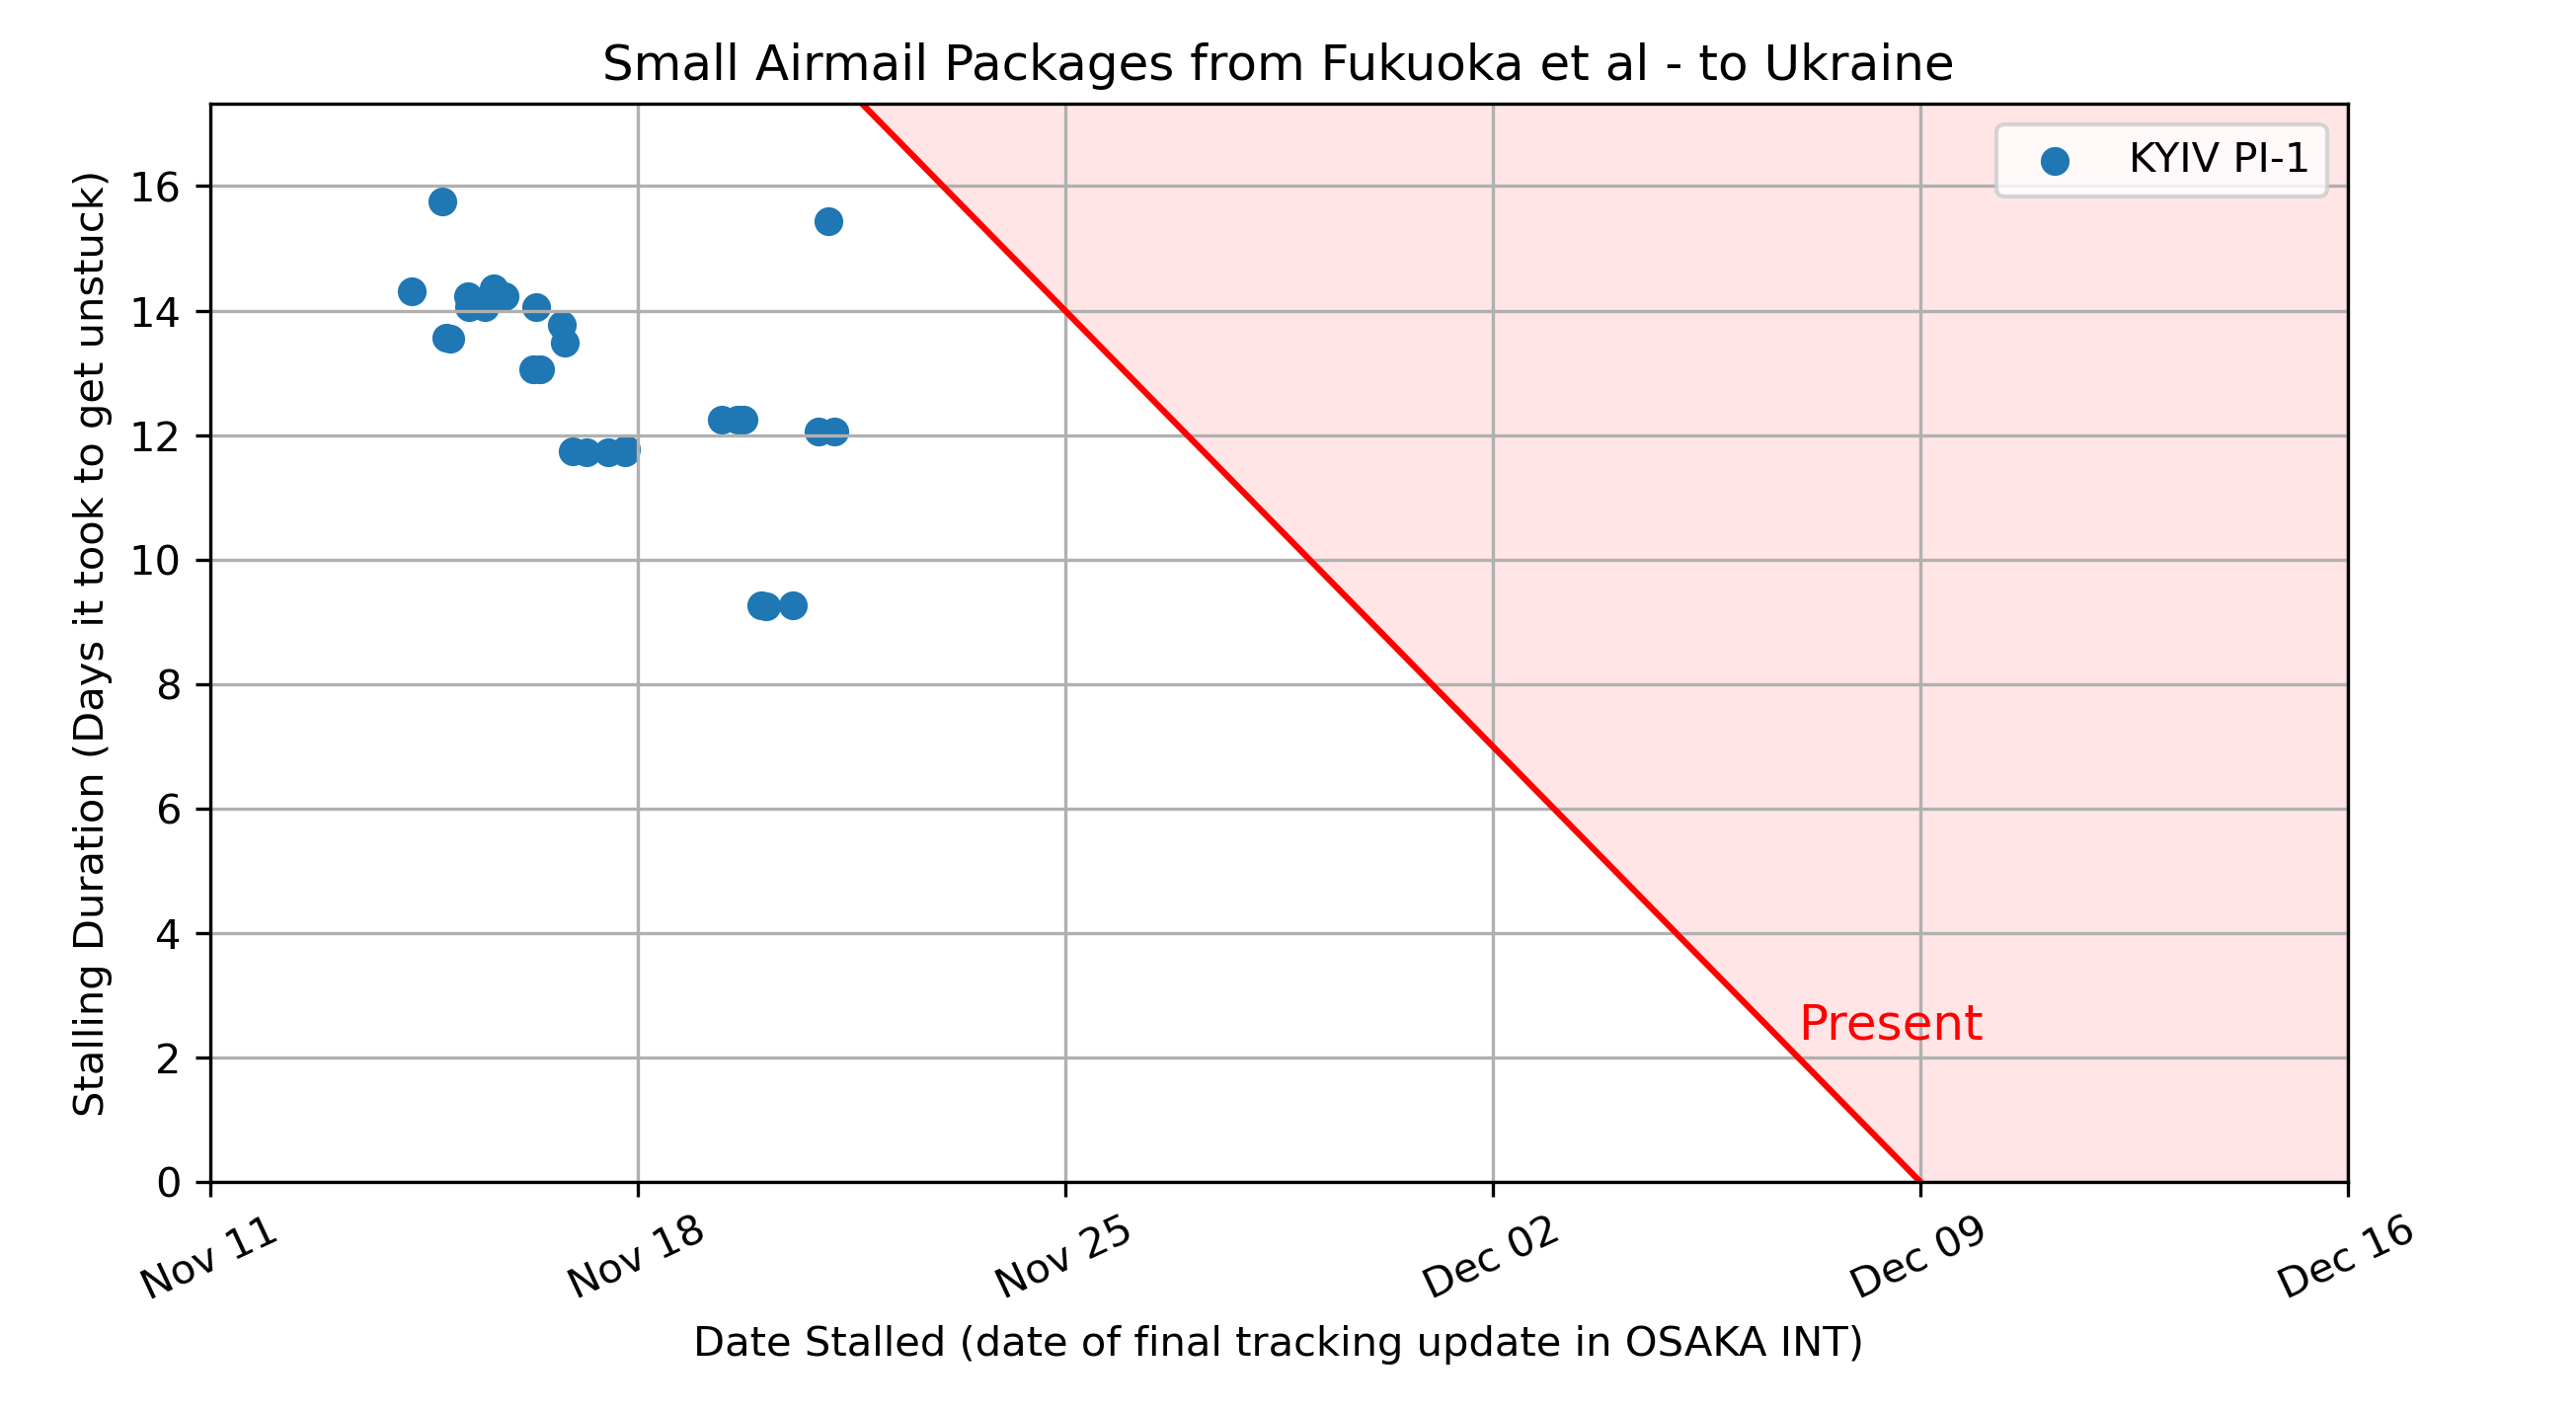 Small Airmail Packages from Fukuoka et al - to Ukraine
KYIV PI-1
Stalling Duration (Days it took to get unstuck)
16
14
12
10
8
6
4
2
0
Present
Nov 11
Nov 18
Nov 25
Dec 02
Dec 09
Dec 16
Date Stalled (date of final tracking update in OSAKA INT)